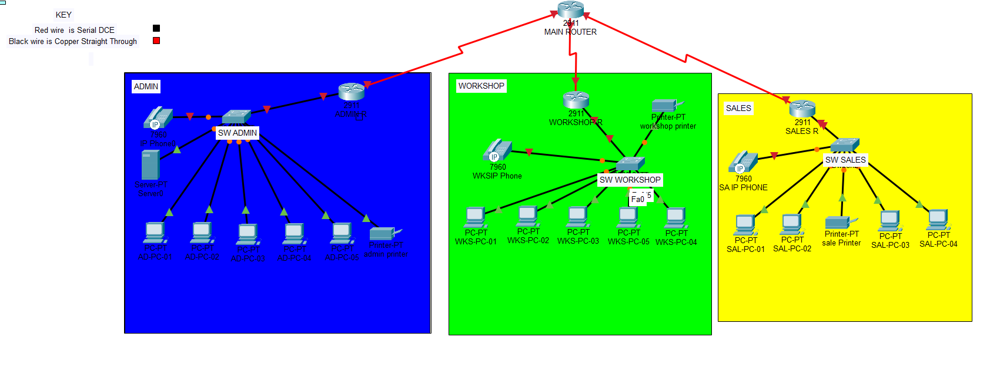 KEY
Red wire  is Serial DCE
Black wire is Copper Straight Through
2911
MAIN ROUTER
ADMIN
2911
ADMIN R
IP
7960
IP Phone0
SW ADMIN
Server-PT
Server0
PC-PT
AD-PC-01
PC-PT
AD-PC-02
PC-PT
AD-PC-03
PC-PT
AD-PC-04
PC-PT
AD-PC-05
Printer-PT
admin printer
WORKSHOP
2911
WORKSHOP R
Printer-PT
workshop printer
IP
7960
WKSIP Phone
SW WORKSHOP
Fa0
PC-PT
WKS-PC-01
PC-PT
WKS-PC-02
PC-PT
WKS-PC-03
PC-PT
WKS-PC-05
PC-PT
WKS-PC-04
SALES
2911
SALES R
IP
7960
SA IP PHONE
SW SALES
PC-PT
SAL-PC-01
PC-PT
SAL-PC-02
Printer-PT
sale Printer
PC-PT
SAL-PC-03
PC-PT
SAL-PC-04